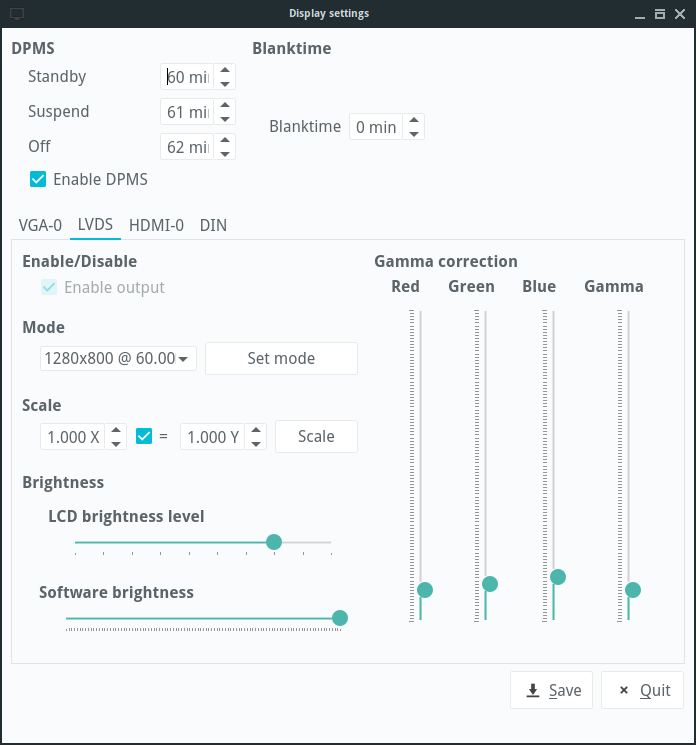 Display settings
DPMS
Blanktime
Standby
60 mi
Suspend
61 mi
Off
62 mi
Blanktime
0 min
Enable DPMS
VGA-0 LVDS HDMI-0 DIN
Enable/Disable
Enable output
Mode
1280x800 @ 60.00
Set mode
Scale
1.000 X = 1.000 Y Scale
Brightness
LCD brightness level
Software brightness
Gamma correction
Red Green Blue Gamma
Save Quit